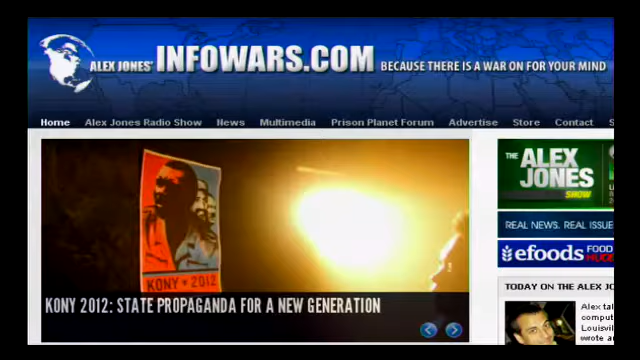 ALEX JONES' INFOWARS.COM BECAUSE THERE IS A WAR ON FOR YOUR MIND
Home Alex Jones Radio Show News Multimedia Prison Planet Forum Advertise Store Contact S
THE
ALEX
JONES
SHOW
REAL NEWS. REAL ISSUE
efoods FOOD
KONY 2012
KONY 2012: STATE PROPAGANDA FOR A NEW GENERATION
TODAY ON THE ALEX JO
Alex tal
comput
Louisvil
wrote a